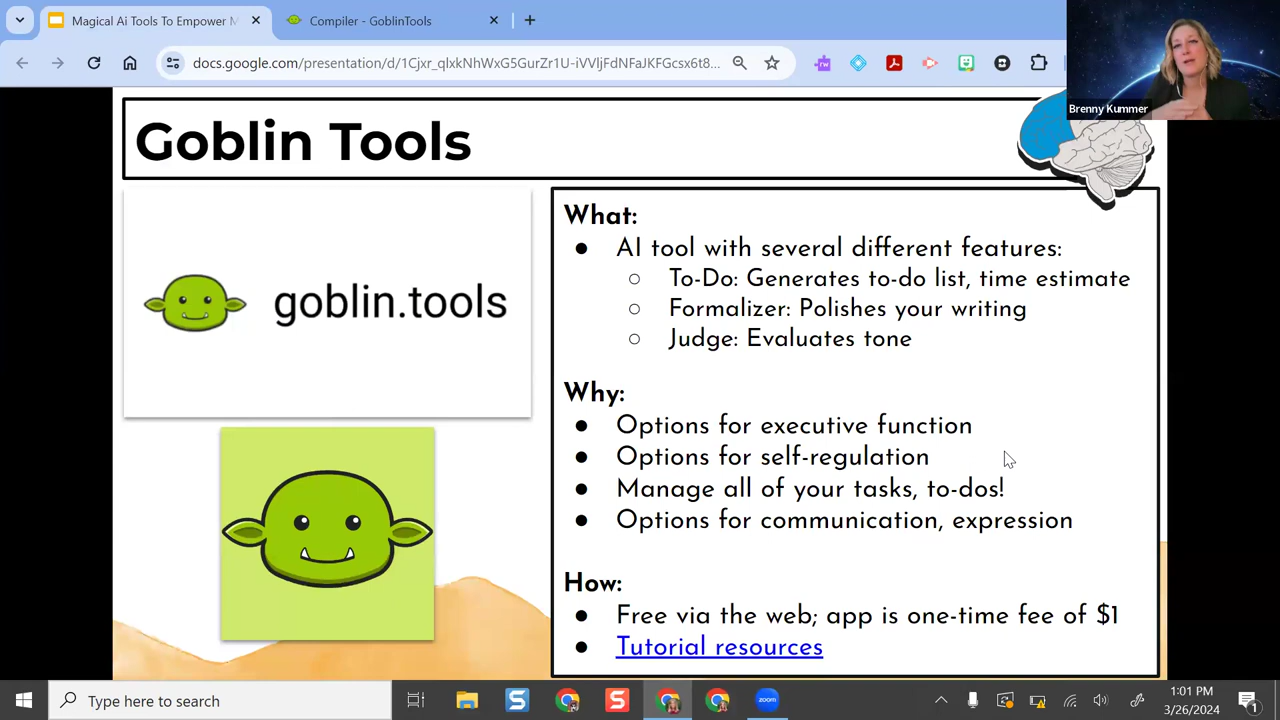 Magical Ai Tools To Empower M
Compiler - GoblinTools
docs.google.com/presentation/d/1Cjxr_qlxkNhWxG5GurZr1U-iVVljFdNFaJKFGcsx6t8...
Brenny Kummer
Goblin Tools
goblin.tools
What:
● AI tool with several different features:
○ To-Do: Generates to-do list, time estimate
○ Formalizer: Polishes your writing
○ Judge: Evaluates tone
Why:
● Options for executive function
● Options for self-regulation
● Manage all of your tasks, to-dos!
● Options for communication, expression
How:
● Free via the web; app is one-time fee of $1
● Tutorial resources
Type here to search
S
S
zoom
1:01 PM
3/26/2024
1